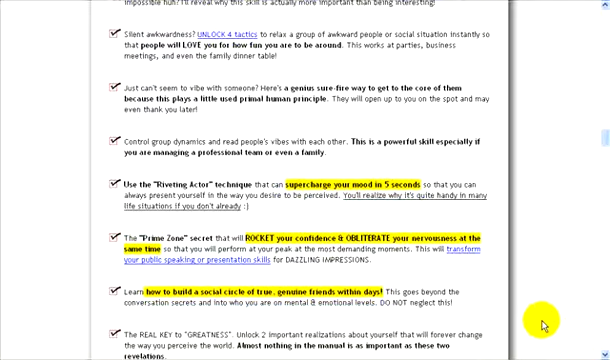 impossible huh? I'll reveal why this skill is actually more important than being interesting!
Silent awkwardness? UNLOCK 4 tactics to relax a group of awkward people or social situation instantly so
that people will LOVE you for how fun you are to be around. This works at parties, business
meetings, and even the family dinner table!
Just can't seem to vibe with someone? Here's a genius sure-fire way to get to the core of them
because this plays a little used primal human principle. They will open up to you on the spot and may
even thank you later!
Control group dynamics and read people's vibes with each other. This is a powerful skill especially if
you are managing a professional team or even a family.
Use the "Riveting Actor" technique that can supercharge your mood in 5 seconds so that you can
always present yourself in the way you desire to be perceived. You'll realize why it's quite handy in many
life situations if you don't already :)
The "Prime Zone" secret that will ROCKET your confidence & OBLITERATE your nervousness at the
same time so that you will perform at your peak at the most demanding moments. This will transform
your public speaking or presentation skills for DAZZLING IMPRESSIONS.
Learn how to build a social circle of true, genuine friends within days! This goes beyond the
conversation secrets and into who you are on mental & emotional levels. DO NOT neglect this!
The REAL KEY to "GREATNESS". Unlock 2 important realizations about yourself that will forever change
the way you perceive the world. Almost nothing in the manual is as important as these two
revelations.